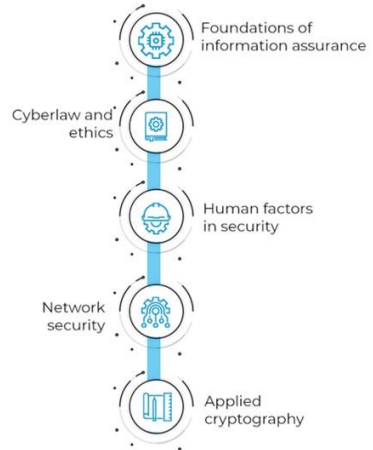 Foundations of
information assurance
Cyberlaw and
ethics
Human factors
in security
Network
security
Applied
cryptography